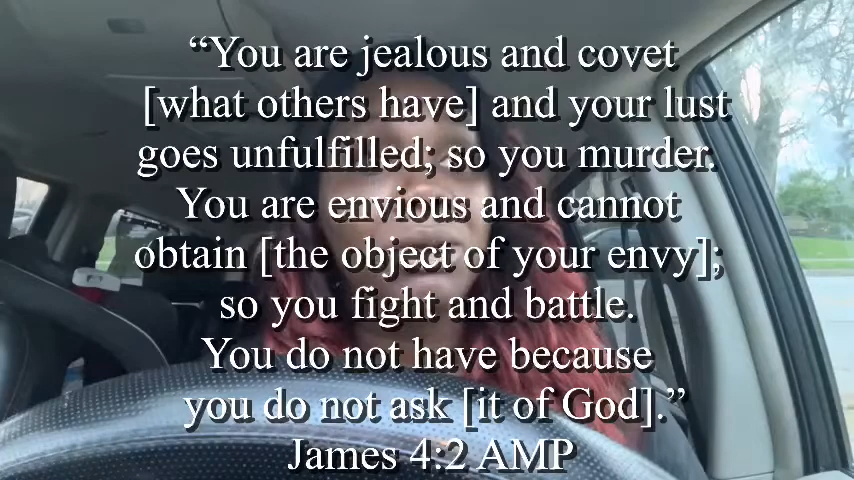 “You are jealous and covet
[what others have] and your lust
goes unfulfilled; so you murder.
You are envious and cannot
obtain [the object of your envy];
so you fight and battle.
You do not have because
you do not ask [it of God].”
James 4:2 AMP